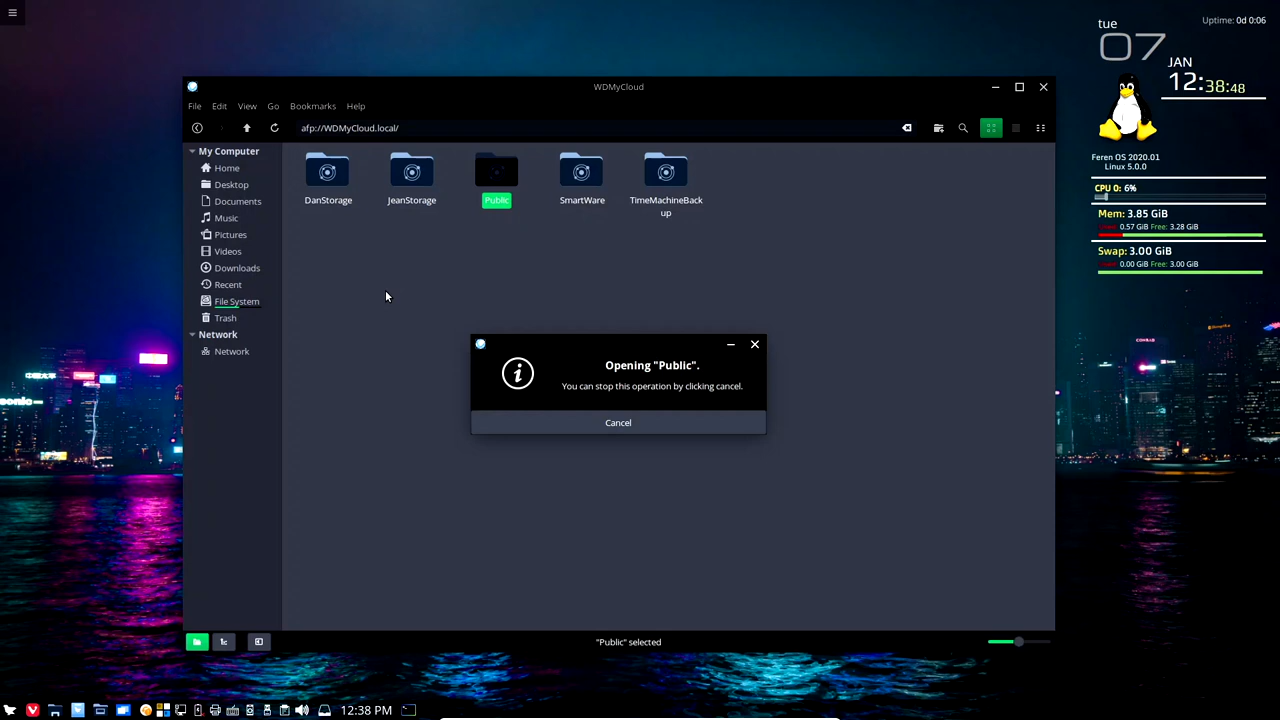 tue
07
JAN
12:38:48
Uptime: 0d 0:06
Feren OS 2020.01
Linux 5.0.0
CPU 0: 6%
Mem: 3.85 GiB
0.57 GiB Free: 3.28 GiB
Swap: 3.00 GiB
0.00 GiB Free: 3.00 GiB
WDMyCloud
File Edit View Go Bookmarks Help
afp://WDMyCloud.local/
My Computer
Home
Desktop
Documents
Music
Pictures
Videos
Downloads
Recent
File System
Trash
Network
Network
DanStorage
JeanStorage
Public
SmartWare
TimeMachineBack
up
Opening "Public".
You can stop this operation by clicking cancel.
Cancel
"Public" selected
12:38 PM